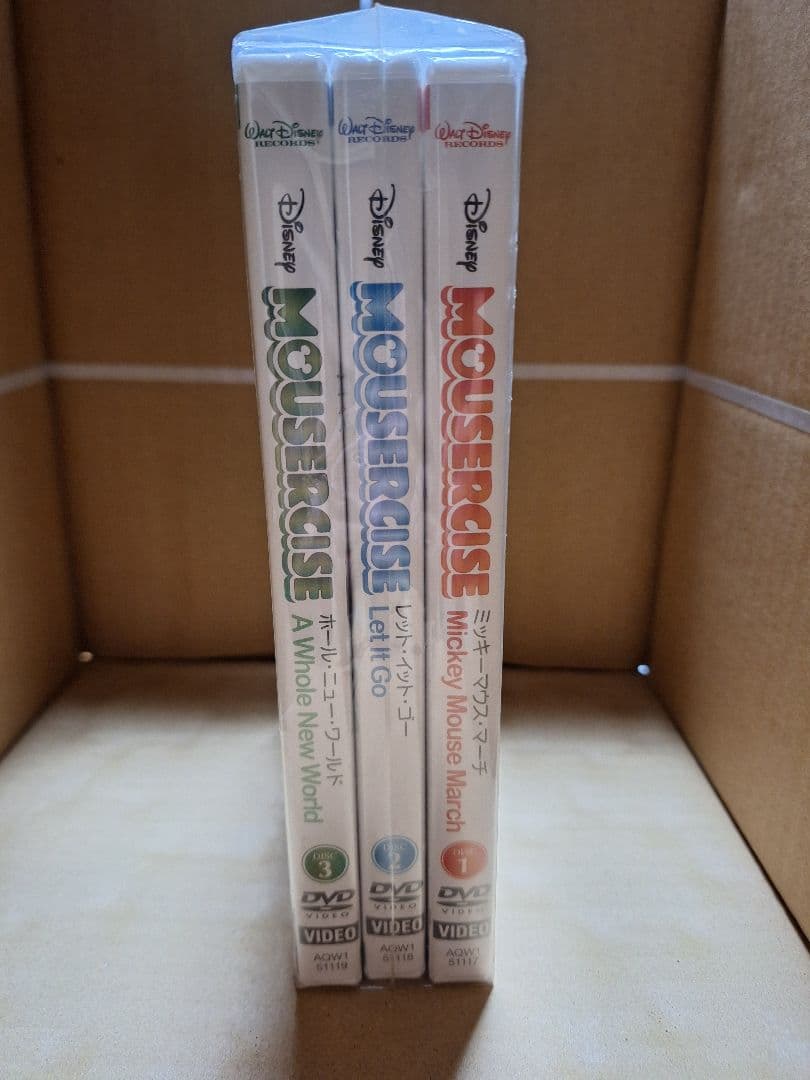 WALT DISNEY
RECORDS
DISNEY
MOUSERCISE
ホール・ニュー・ワールド
A Whole New World
DISC
3
DVD
VIDEO
VIDEO
AQW1
51119
WALT DISNEY
RECORDS
DISNEY
MOUSERCISE
レット・イット・ゴー
Let It Go
DISC
2
DVD
VIDEO
VIDEO
AQW1
51118
WALT DISNEY
RECORDS
DISNEY
MOUSERCISE
ミッキーマウス・マーチ
Mickey Mouse March
DISC
1
DVD
VIDEO
VIDEO
AQW1
51117